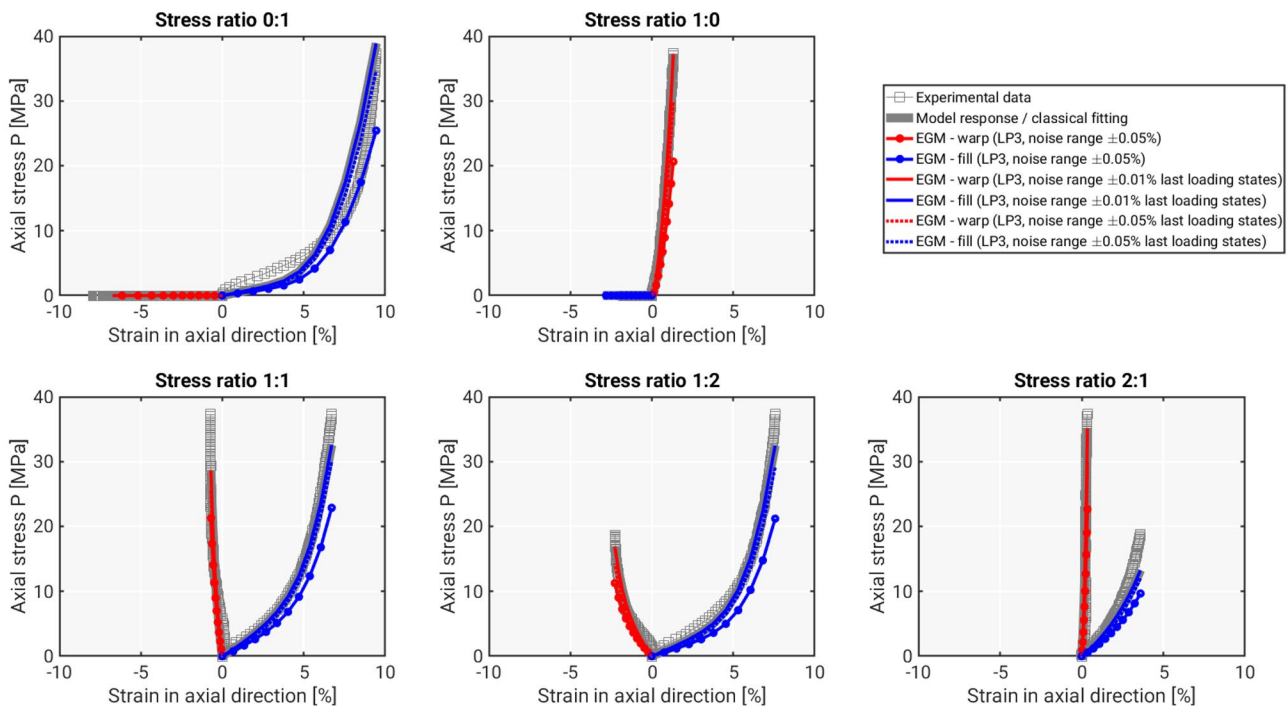 Stress ratio 0:1
Axial stress P [MPa]
40
30
20
10
0
-10
-5
0
5
10
Strain in axial direction [%]
Stress ratio 1:0
Axial stress P [MPa]
40
30
20
10
0
-10
-5
0
5
10
Strain in axial direction [%]
Experimental data
Model response / classical fitting
EGM - warp (LP3, noise range ±0.05%)
EGM - fill (LP3, noise range ±0.05%)
EGM - warp (LP3, noise range ±0.01% last loading states)
EGM - fill (LP3, noise range ±0.01% last loading states)
EGM - warp (LP3, noise range ±0.05% last loading states)
EGM - fill (LP3, noise range ±0.05% last loading states)
Stress ratio 1:1
Axial stress P [MPa]
40
30
20
10
0
-10
-5
0
5
10
Strain in axial direction [%]
Stress ratio 1:2
Axial stress P [MPa]
40
30
20
10
0
-10
-5
0
5
10
Strain in axial direction [%]
Stress ratio 2:1
Axial stress P [MPa]
40
30
20
10
0
-10
-5
0
5
10
Strain in axial direction [%]